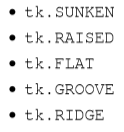 • tk.SUNKEN
• tk.RAISED
• tk.FLAT
• tk.GROOVE
• tk.RIDGE